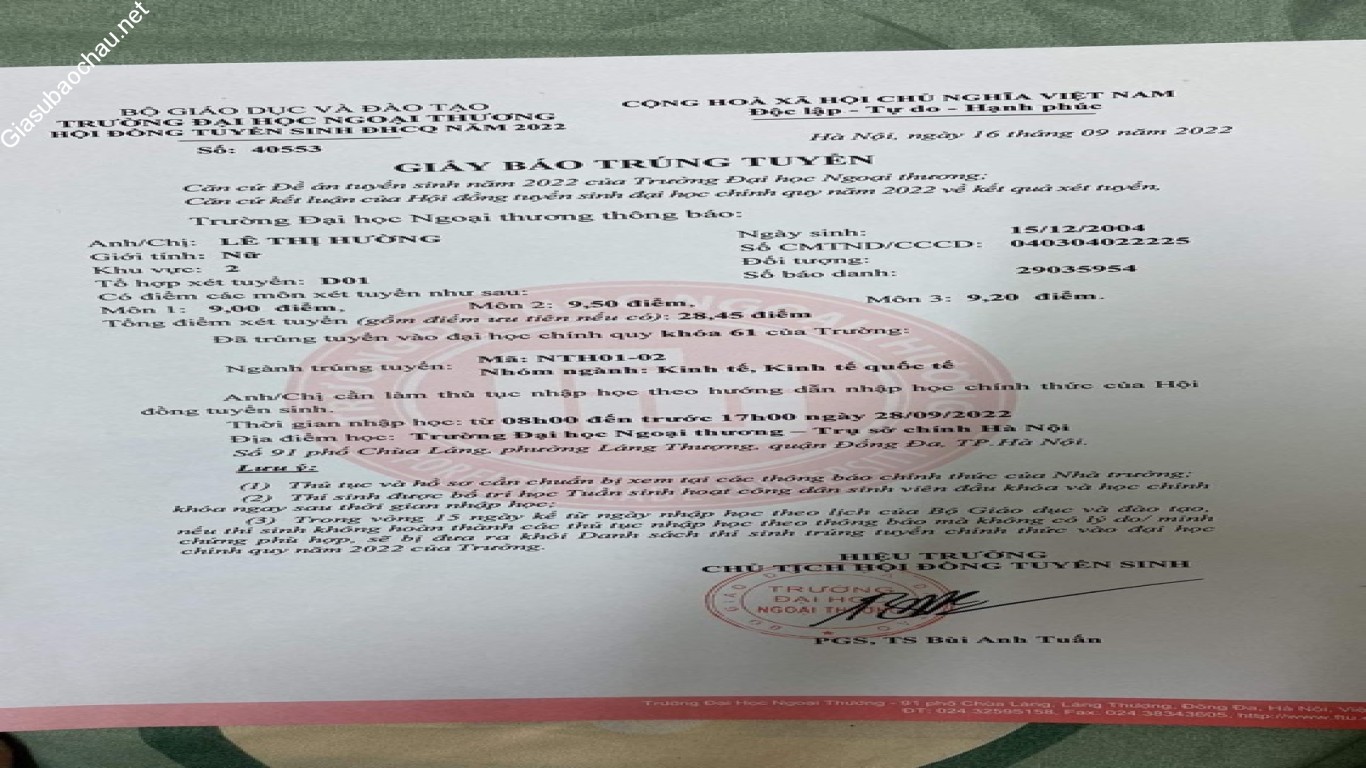 Giasubaochau.net
BỘ GIÁO DỤC VÀ ĐÀO TẠO
TRƯỜNG ĐẠI HỌC NGOẠI THƯƠNG
HỘI ĐỒNG TUYỂN SINH ĐHCQ NĂM 2022
Số: 40553
CỘNG HOÀ XÃ HỘI CHỦ NGHĨA VIỆT NAM
Độc lập - Tự do - Hạnh phúc
Hà Nội, ngày 16 tháng 09 năm 2022
GIẤY BÁO TRÚNG TUYỂN
Căn cứ Đề án tuyển sinh năm 2022 của Trường Đại học Ngoại thương;
Căn cứ kết luận của Hội đồng tuyển sinh đại học chính quy năm 2022 về kết quả xét tuyển,
Trường Đại học Ngoại thương thông báo:
Anh/Chị: LÊ THỊ HƯỜNG
Ngày sinh: 15/12/2004
Giới tính: Nữ
Số CMTND/CCCD: 040304022225
Khu vực: 2
Đối tượng:
Tổ hợp xét tuyển: D01
Số báo danh: 29035954
Có điểm các môn xét tuyển như sau:
Môn 1: 9,00 điểm, Môn 2: 9,50 điểm, Môn 3: 9,20 điểm.
Tổng điểm xét tuyển (gồm điểm ưu tiên nếu có): 28,45 điểm
Đã trúng tuyển vào đại học chính quy khóa 61 của Trường:
Ngành trúng tuyển: Mã: NTH01-02
Nhóm ngành: Kinh tế, Kinh tế quốc tế
Anh/Chị cần làm thủ tục nhập học theo hướng dẫn nhập học chính thức của Hội
đồng tuyển sinh.
Thời gian nhập học: từ 08h00 đến trước 17h00 ngày 28/09/2022
Địa điểm học: Trường Đại học Ngoại thương – Trụ sở chính Hà Nội
Số 91 phố Chùa Láng, phường Láng Thượng, quận Đống Đa, TP.Hà Nội.
Lưu ý:
(1) Thủ tục và hồ sơ cần chuẩn bị xem tại các thông báo chính thức của Nhà trường;
(2) Thí sinh được bố trí học Tuần sinh hoạt công dân sinh viên đầu khóa và học chính
khóa ngay sau thời gian nhập học;
(3) Trong vòng 15 ngày kể từ ngày nhập học theo lịch của Bộ Giáo dục và đào tạo,
nếu thí sinh không hoàn thành các thủ tục nhập học theo thông báo mà không có lý do/ minh
chứng phù hợp, sẽ bị đưa ra khỏi Danh sách thí sinh trúng tuyển chính thức vào đại học
chính quy năm 2022 của Trường.
HIỆU TRƯỞNG
CHỦ TỊCH HỘI ĐỒNG TUYỂN SINH
TRƯỜNG
ĐẠI HỌC
NGOẠI THƯƠNG
PGS, TS Bùi Anh Tuấn
Trường Đại Học Ngoại Thương - 91 phố Chùa Láng, Láng Thượng, Đống Đa, Hà Nội,
ĐT: 024.32595158, Fax: 024.38343605, http://www.ftu.